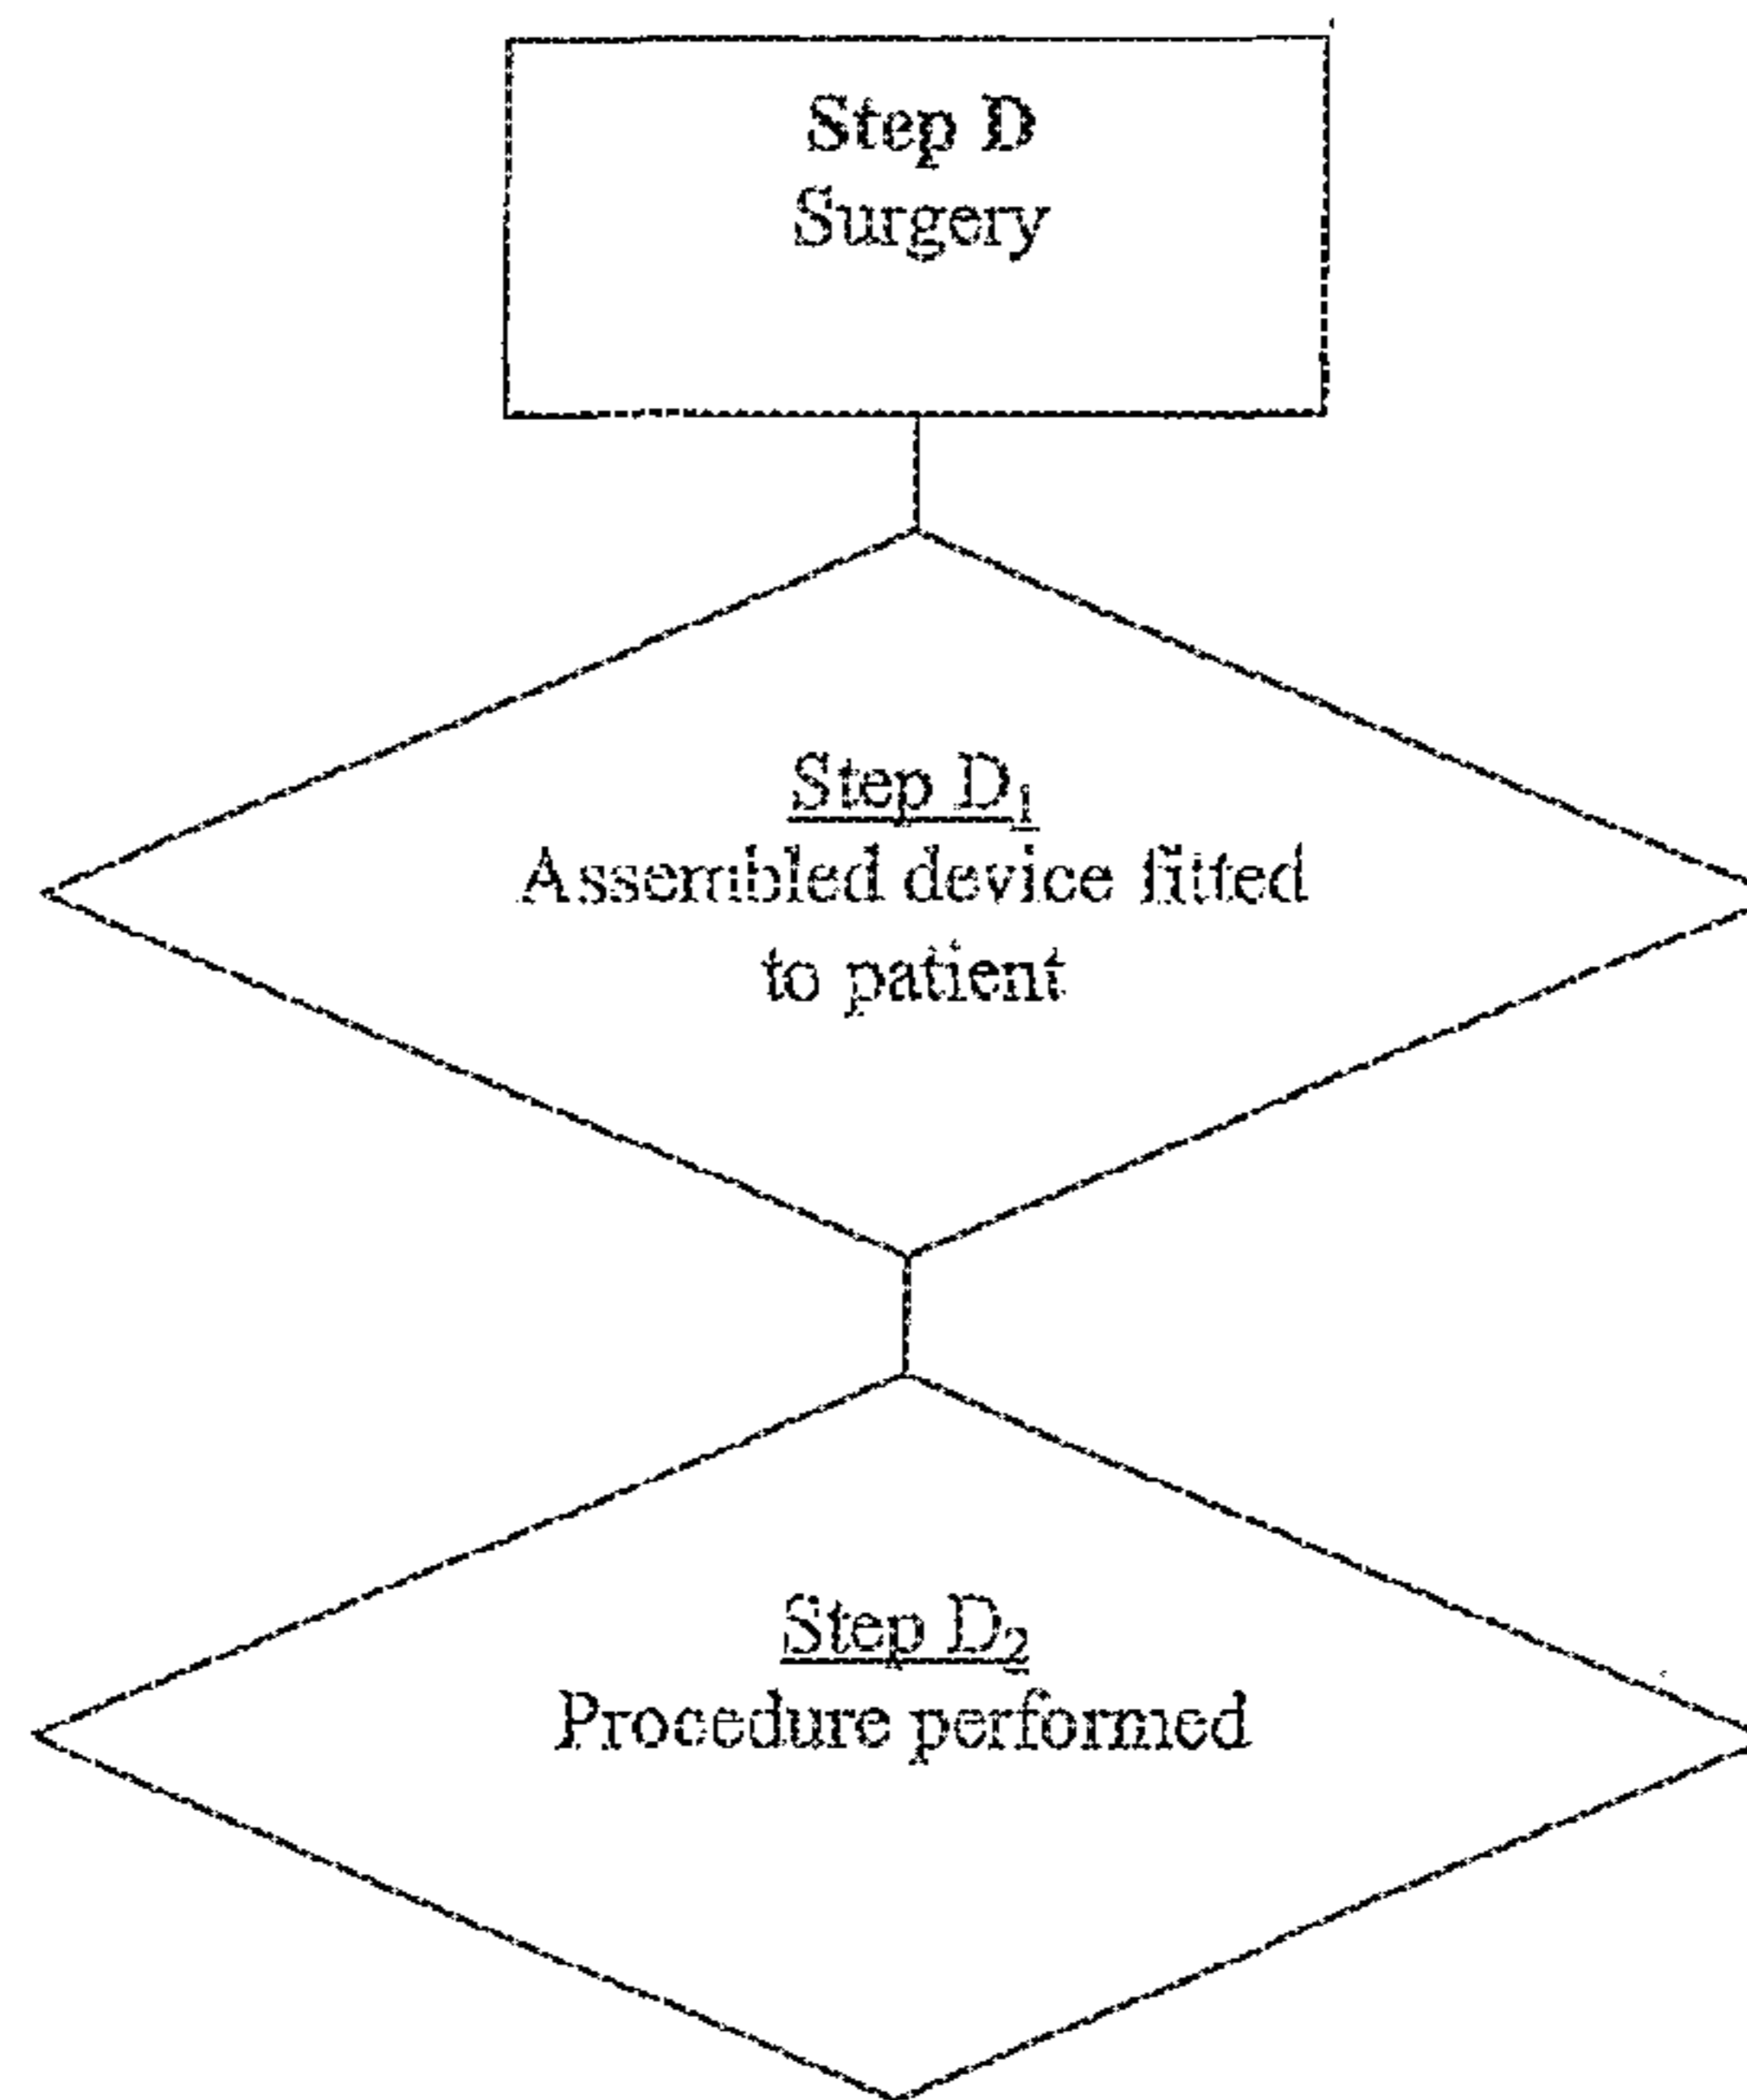 Step D
Surgery
Step D₁
Assembled device fitted
to patient
Step D₂
Procedure performed